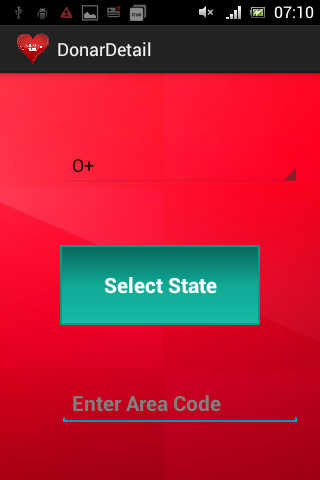 07:10
DonarDetail
O+
Select State
Enter Area Code